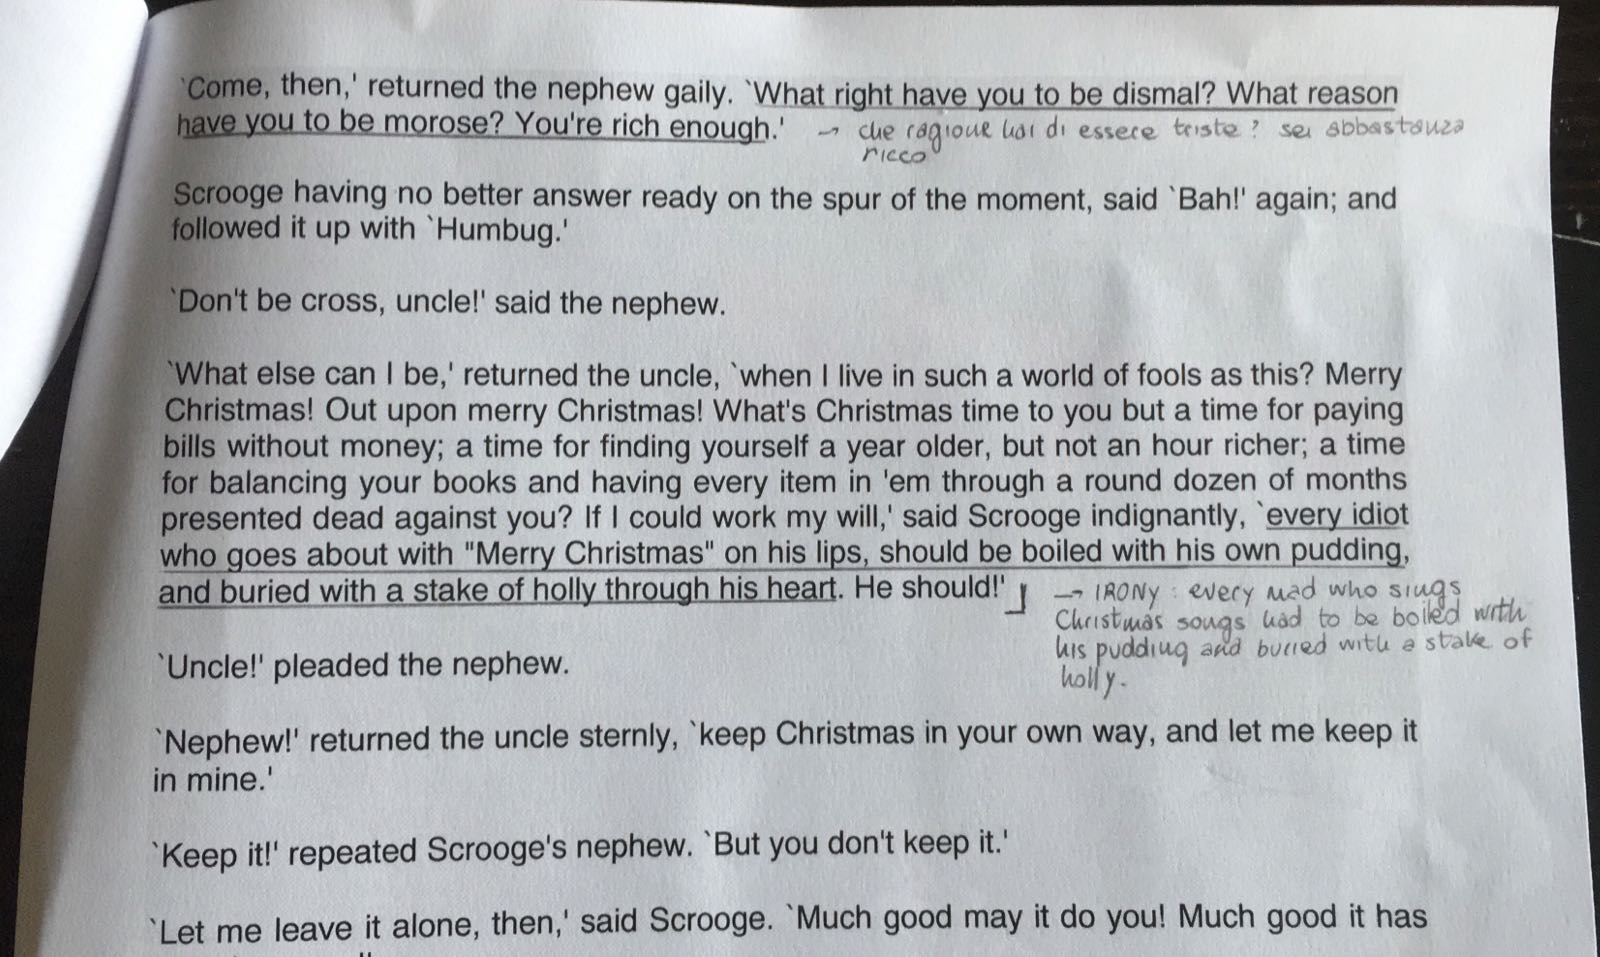 `Come, then,' returned the nephew gaily. `What right have you to be dismal? What reason
have you to be morose? You're rich enough.' → che ragione hai di essere triste? sei abbastanza
ricco
Scrooge having no better answer ready on the spur of the moment, said `Bah!' again; and
followed it up with `Humbug.'
`Don't be cross, uncle!' said the nephew.
`What else can I be,' returned the uncle, `when I live in such a world of fools as this? Merry
Christmas! Out upon merry Christmas! What's Christmas time to you but a time for paying
bills without money; a time for finding yourself a year older, but not an hour richer; a time
for balancing your books and having every item in 'em through a round dozen of months
presented dead against you? If I could work my will,' said Scrooge indignantly, `every idiot
who goes about with "Merry Christmas" on his lips, should be boiled with his own pudding,
and buried with a stake of holly through his heart. He should!'
→ IRONY: every mad who sings
Christmas songs had to be boiled with
his pudding and buried with a stake of
holly.
`Uncle!' pleaded the nephew.
`Nephew!' returned the uncle sternly, `keep Christmas in your own way, and let me keep it
in mine.'
`Keep it!' repeated Scrooge's nephew. `But you don't keep it.'
`Let me leave it alone, then,' said Scrooge. `Much good may it do you! Much good it has